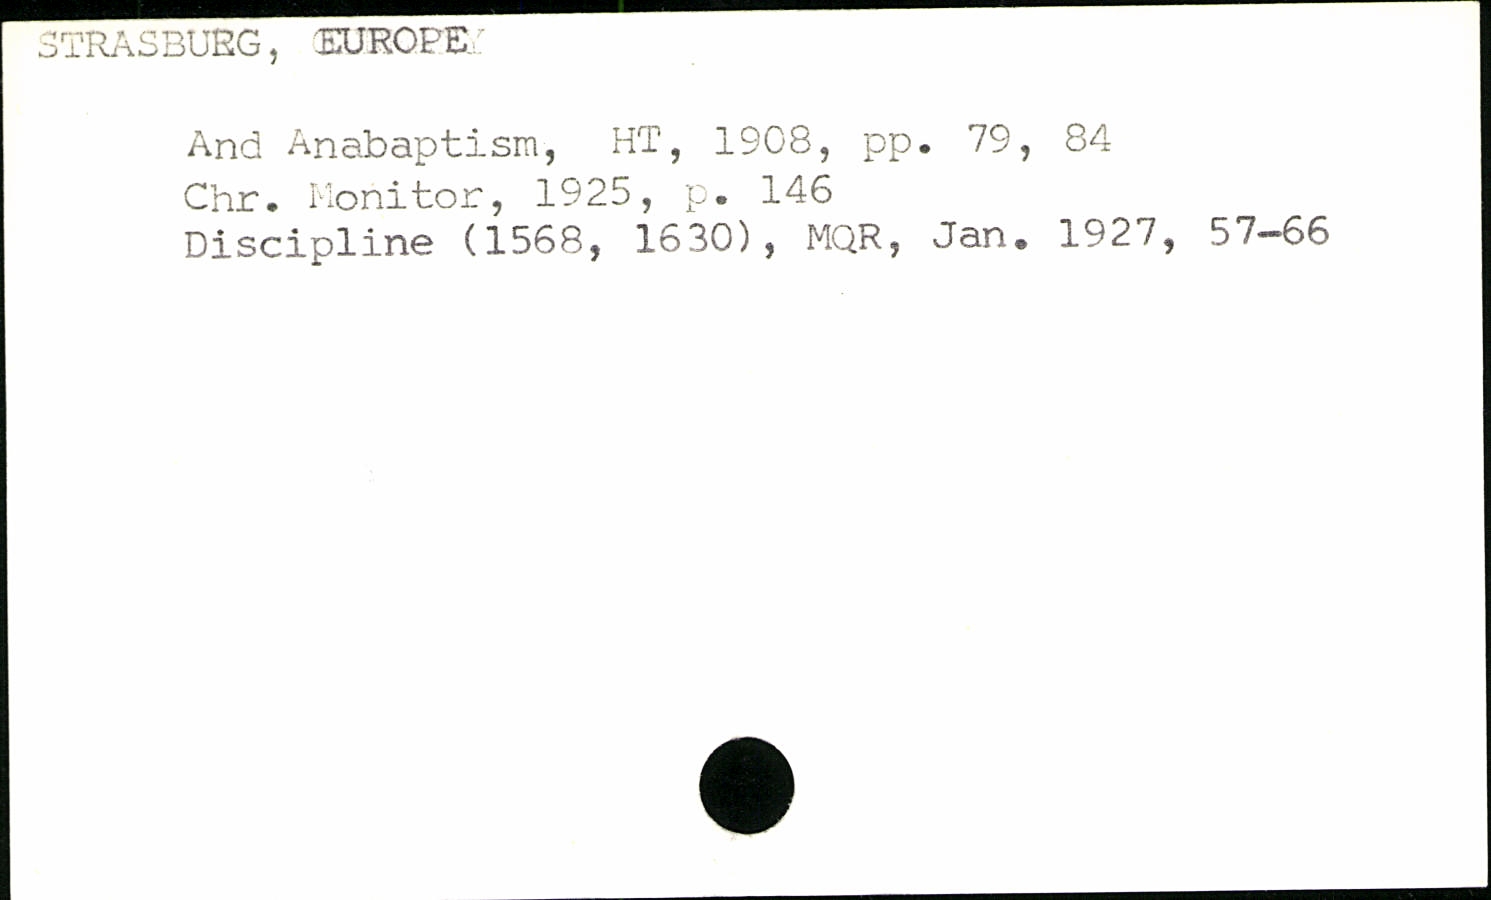 STRASBURG, EUROPE
And Anabaptism, HT, 1908, pp. 79, 84
Chr. Monitor, 1925, p. 146
Discipline (1568, 1630), MQR, Jan. 1927, 57-66